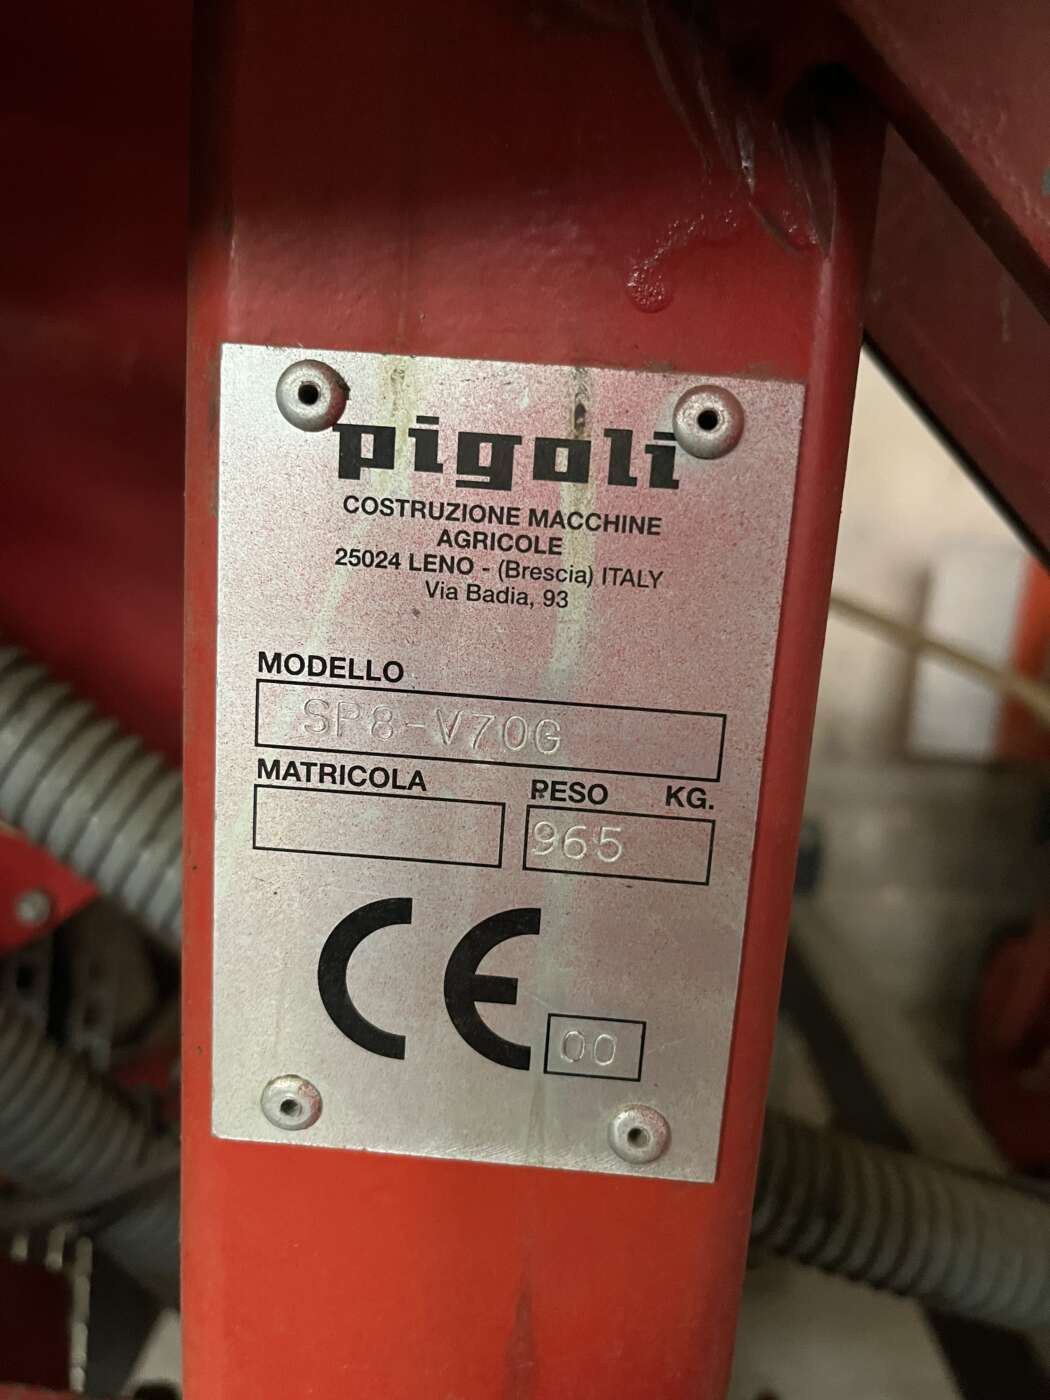 pigoli
COSTRUZIONE MACCHINE
AGRICOLE
25024 LENO - (Brescia) ITALY
Via Badia, 93
MODELLO
SP8-V70G
MATRICOLA PESO KG.
965
CE
00